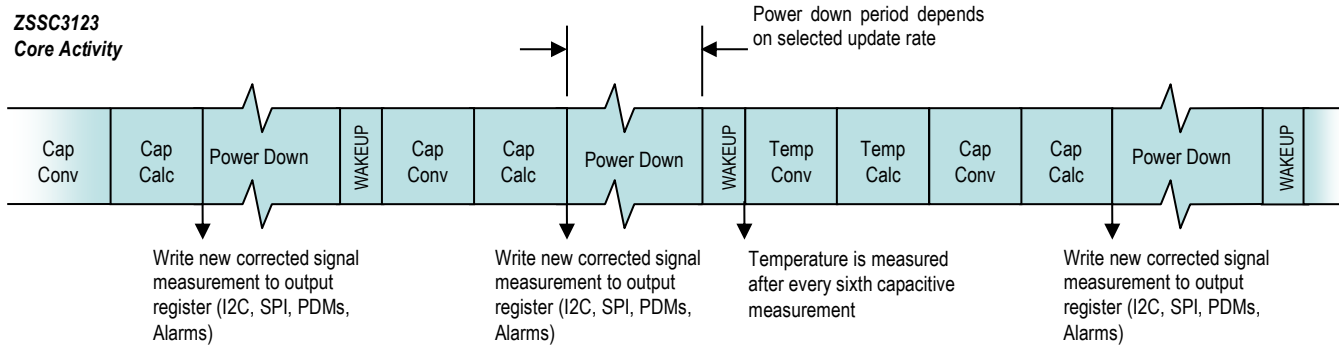 ZSSC3123
Core Activity
Power down period depends
on selected update rate
Cap
Conv
Cap
Calc
Power Down
WAKEUP
Cap
Conv
Cap
Calc
Power Down
WAKEUP
Temp
Conv
Temp
Calc
Cap
Conv
Cap
Calc
Power Down
WAKEUP
Write new corrected signal
measurement to output
register (I2C, SPI, PDMs,
Alarms)
Write new corrected signal
measurement to output
register (I2C, SPI, PDMs,
Alarms)
Temperature is measured
after every sixth capacitive
measurement
Write new corrected signal
measurement to output
register (I2C, SPI, PDMs,
Alarms)